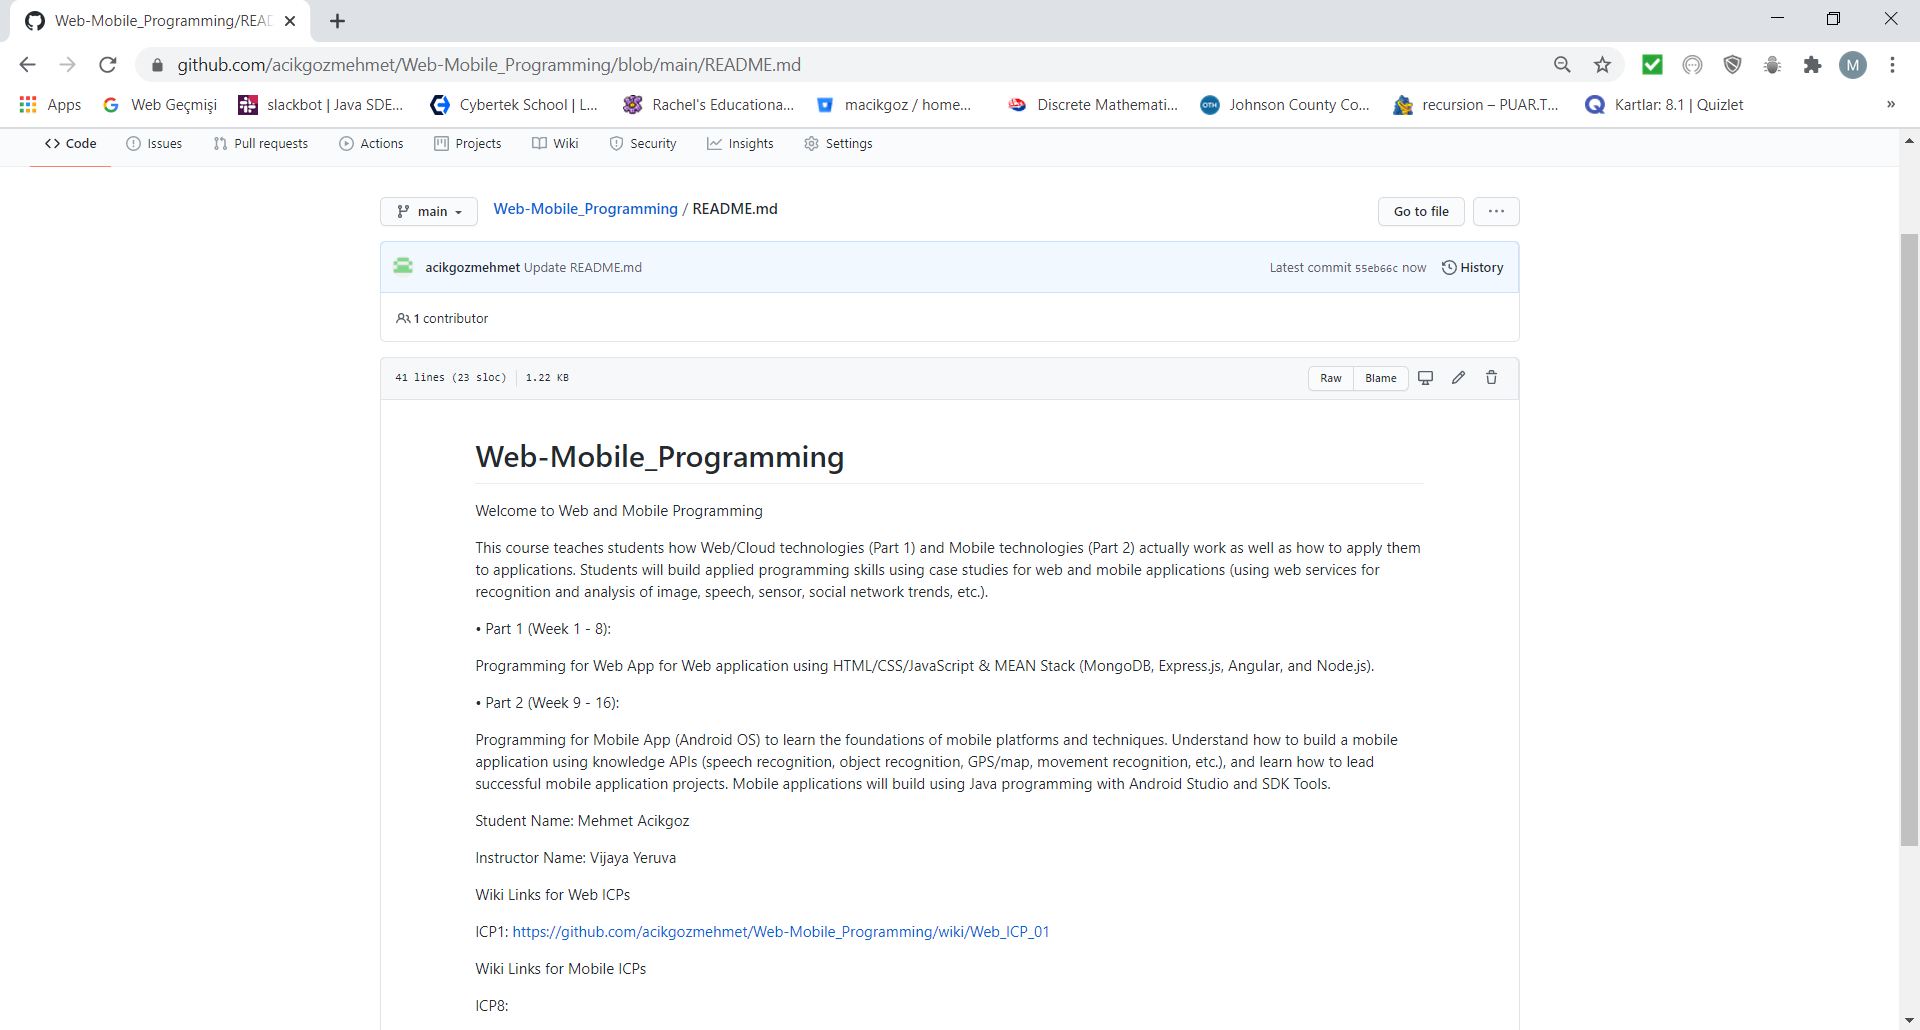 Web-Mobile_Programming/REA
github.com/acikgozmehmet/Web-Mobile_Programming/blob/main/README.md
M
Apps Web Geçmişi slackbot | Java SDE... Cybertek School | L... Rachel's Educationa... macikgoz / home... Discrete Mathemati... OTH Johnson County Co... recursion – PUAR.T... Kartlar: 8.1 | Quizlet »
<> Code Issues Pull requests Actions Projects Wiki Security Insights Settings
main Web-Mobile_Programming / README.md Go to file ...
acikgozmehmet Update README.md Latest commit 55eb66c now History
1 contributor
41 lines (23 sloc) 1.22 KB Raw Blame
Web-Mobile_Programming
Welcome to Web and Mobile Programming
This course teaches students how Web/Cloud technologies (Part 1) and Mobile technologies (Part 2) actually work as well as how to apply them
to applications. Students will build applied programming skills using case studies for web and mobile applications (using web services for
recognition and analysis of image, speech, sensor, social network trends, etc.).
• Part 1 (Week 1 - 8):
Programming for Web App for Web application using HTML/CSS/JavaScript & MEAN Stack (MongoDB, Express.js, Angular, and Node.js).
• Part 2 (Week 9 - 16):
Programming for Mobile App (Android OS) to learn the foundations of mobile platforms and techniques. Understand how to build a mobile
application using knowledge APIs (speech recognition, object recognition, GPS/map, movement recognition, etc.), and learn how to lead
successful mobile application projects. Mobile applications will build using Java programming with Android Studio and SDK Tools.
Student Name: Mehmet Acikgoz
Instructor Name: Vijaya Yeruva
Wiki Links for Web ICPs
ICP1: https://github.com/acikgozmehmet/Web-Mobile_Programming/wiki/Web_ICP_01
Wiki Links for Mobile ICPs
ICP8: